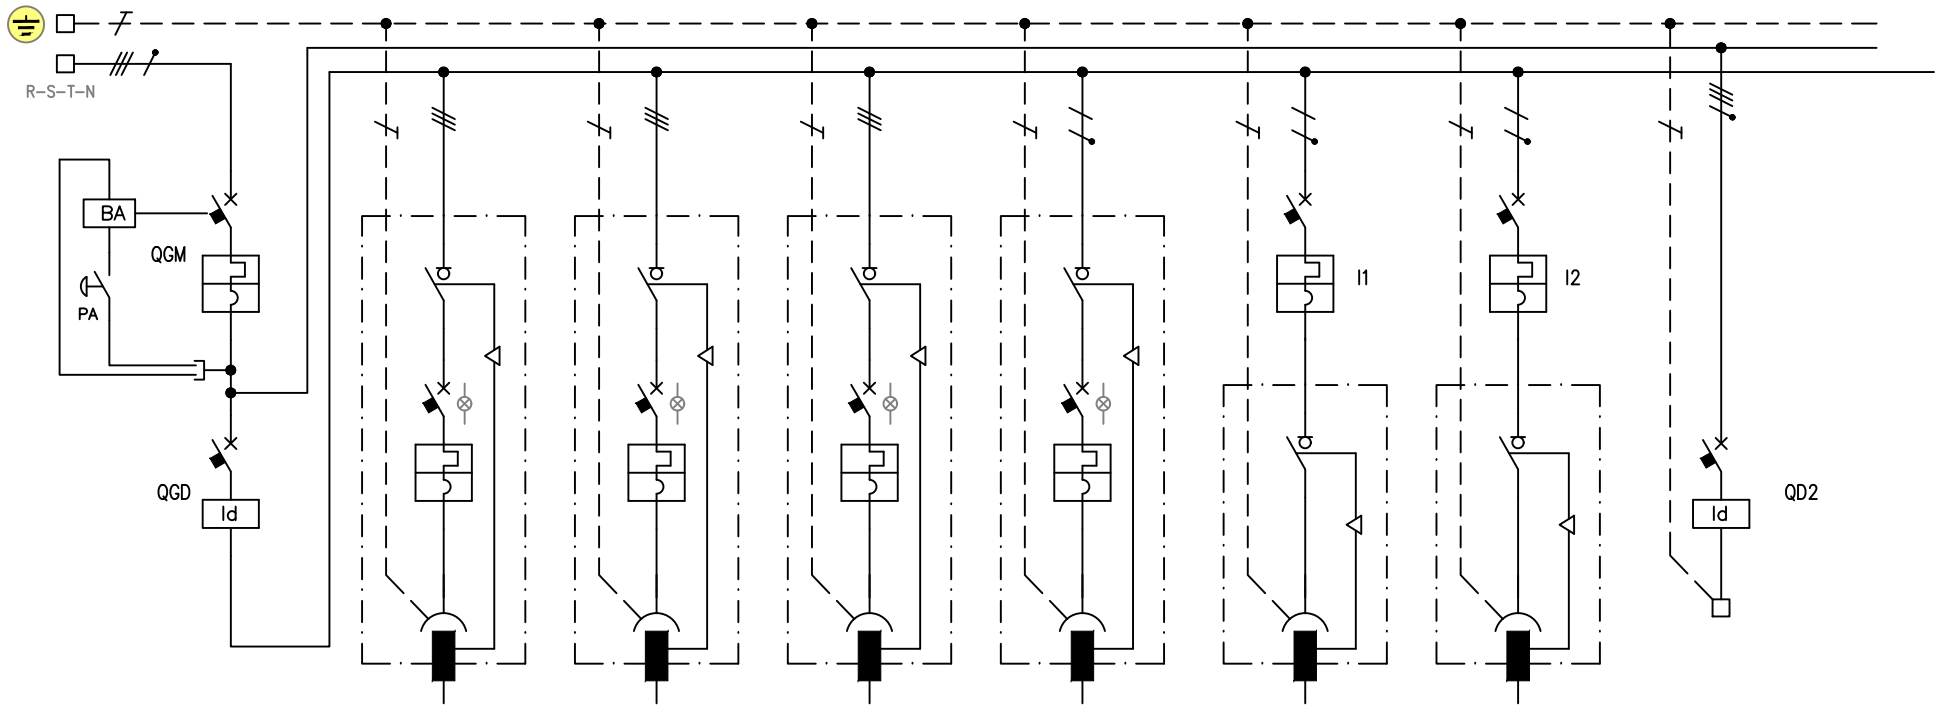 R-S-T-N
BA
QGM
PA
QGD
Id
I1
I2
QD2
Id